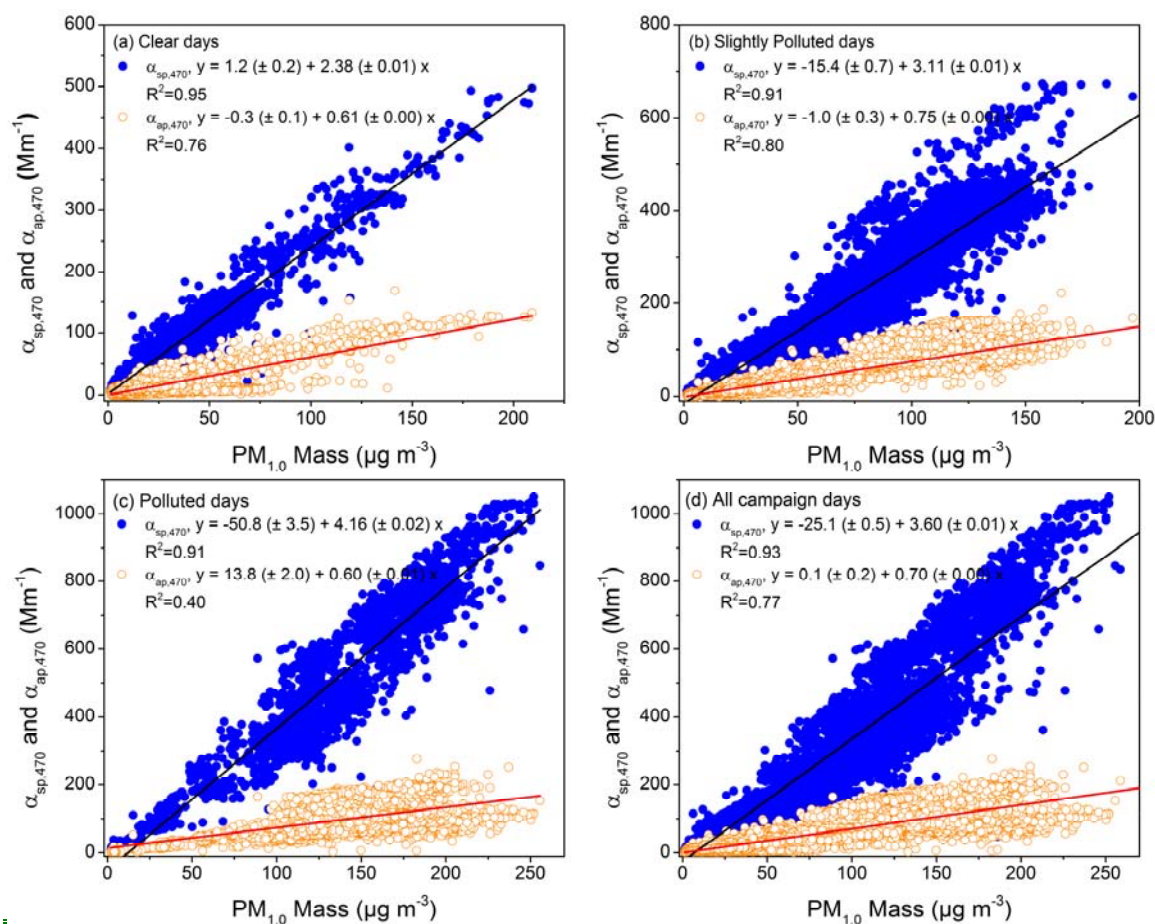 (a) Clear days
α_sp,470, y = 1.2 (± 0.2) + 2.38 (± 0.01) x
R²=0.95
α_ap,470, y = -0.3 (± 0.1) + 0.61 (± 0.00) x
R²=0.76
600
500
400
300
200
100
0
α_sp,470 and α_ap,470 (Mm⁻¹)
0 50 100 150 200
PM₁.₀ Mass (µg m⁻³)
(b) Slightly Polluted days
α_sp,470, y = -15.4 (± 0.7) + 3.11 (± 0.01) x
R²=0.91
α_ap,470, y = -1.0 (± 0.3) + 0.75 (± 0.00) x
R²=0.80
800
600
400
200
0
α_sp,470 and α_ap,470 (Mm⁻¹)
0 50 100 150 200
PM₁.₀ Mass (µg m⁻³)
(c) Polluted days
α_sp,470, y = -50.8 (± 3.5) + 4.16 (± 0.02) x
R²=0.91
α_ap,470, y = 13.8 (± 2.0) + 0.60 (± 0.01) x
R²=0.40
1000
800
600
400
200
0
α_sp,470 and α_ap,470 (Mm⁻¹)
0 50 100 150 200 250
PM₁.₀ Mass (µg m⁻³)
(d) All campaign days
α_sp,470, y = -25.1 (± 0.5) + 3.60 (± 0.01) x
R²=0.93
α_ap,470, y = 0.1 (± 0.2) + 0.70 (± 0.00) x
R²=0.77
1000
800
600
400
200
0
α_sp,470 and α_ap,470 (Mm⁻¹)
0 50 100 150 200 250
PM₁.₀ Mass (µg m⁻³)